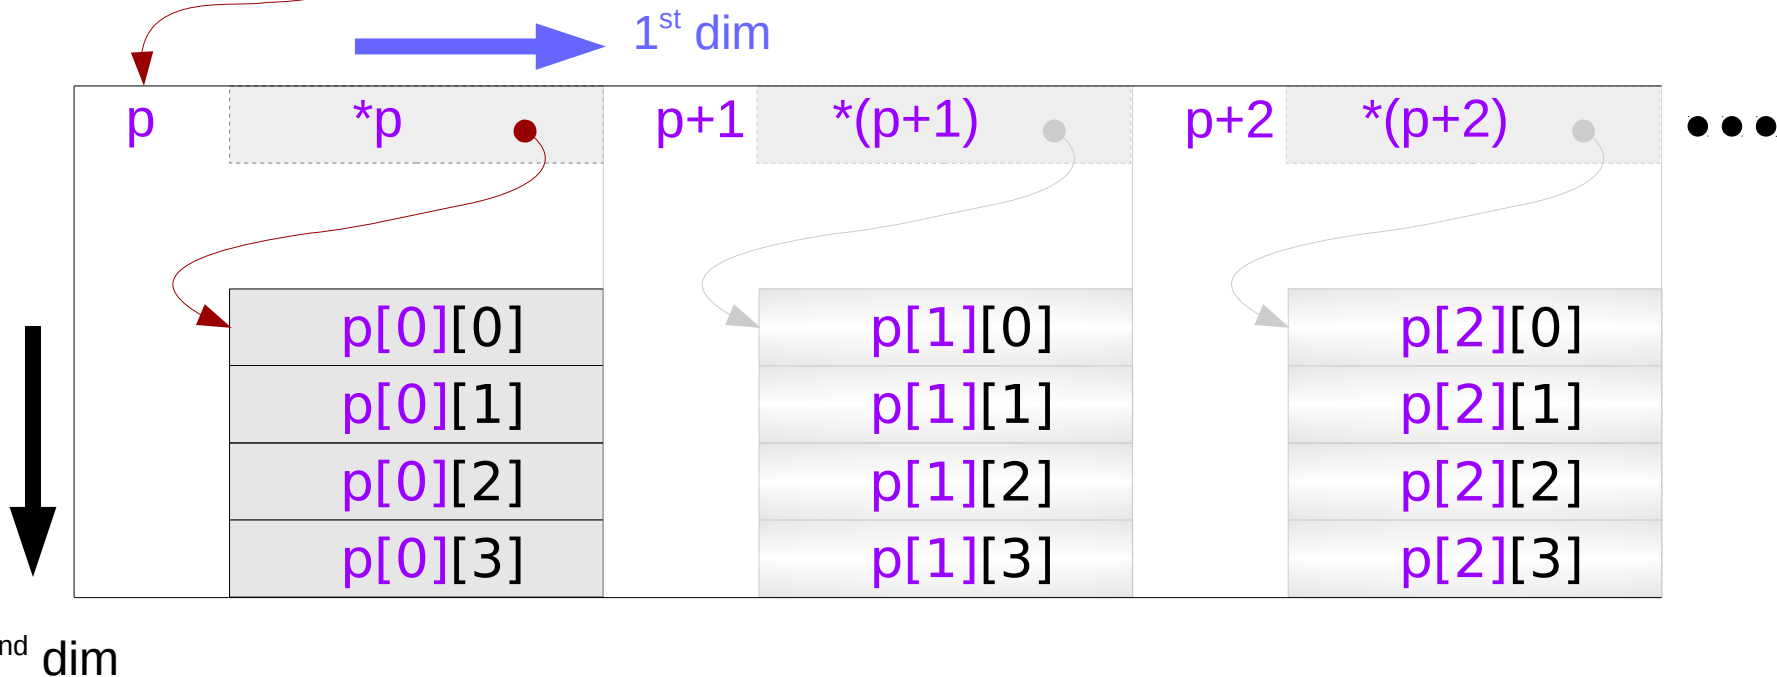 1st dim
p *p p+1 *(p+1) p+2 *(p+2)
p[0][0] p[1][0] p[2][0]
p[0][1] p[1][1] p[2][1]
p[0][2] p[1][2] p[2][2]
p[0][3] p[1][3] p[2][3]
nd dim